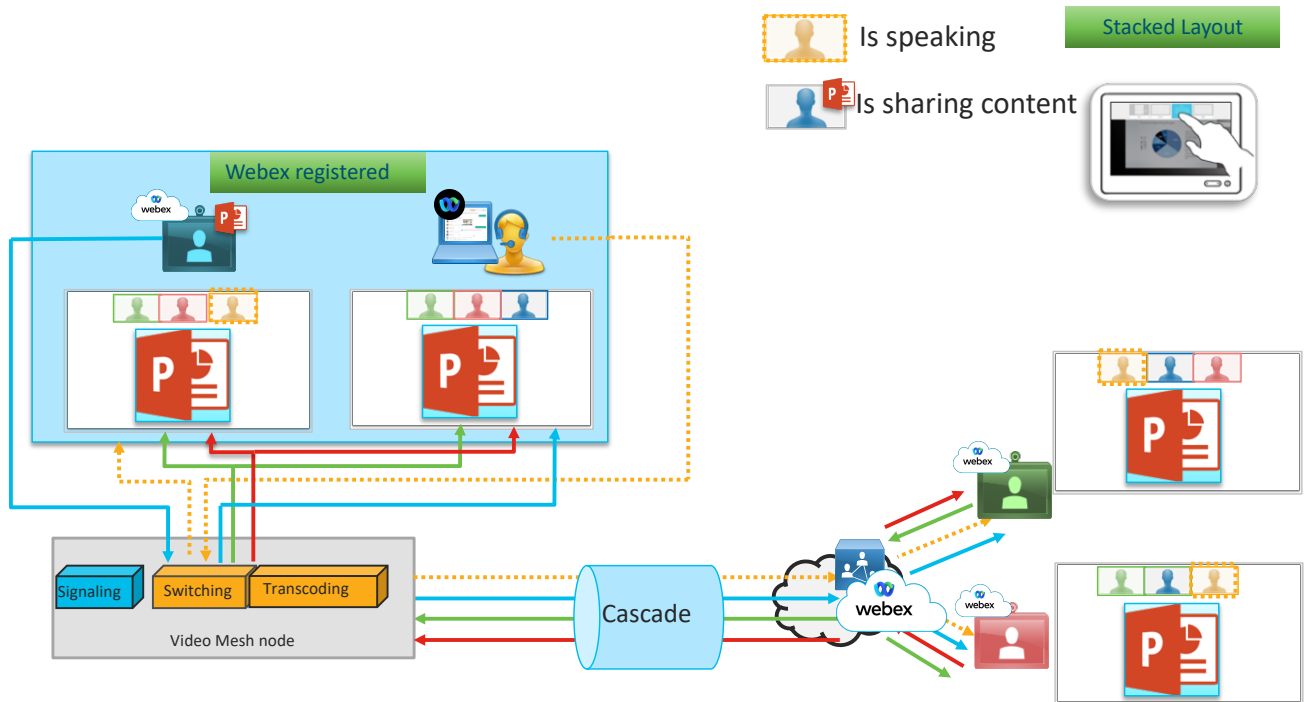 Is speaking
Stacked Layout
P
Is sharing content
Webex registered
webex
P
P
P
P
webex
Signaling
Switching
Transcoding
Video Mesh node
Cascade
webex
webex
P